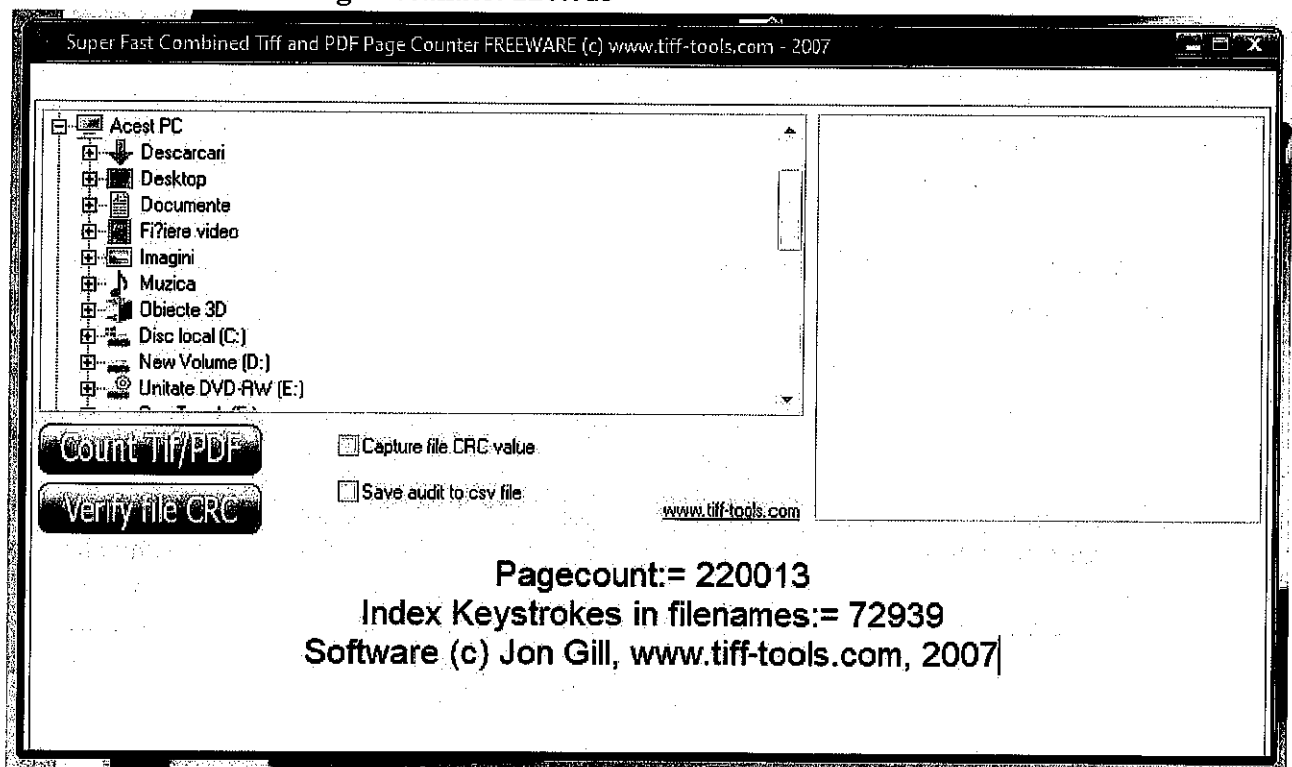 Super Fast Combined Tiff and PDF Page Counter FREEWARE (c) www.tiff-tools.com - 2007
Acest PC
Descarcari
Desktop
Documente
Fi?iere video
Imagini
Muzica
Obiecte 3D
Disc local (C:)
New Volume (D:)
Unitate DVD-RW (E:)
Count Tif/PDF
Capture file CRC value
Verify file CRC
Save audit to csv file
www.tiff-tools.com
Pagecount:= 220013
Index Keystrokes in filenames:= 72939
Software (c) Jon Gill, www.tiff-tools.com, 2007